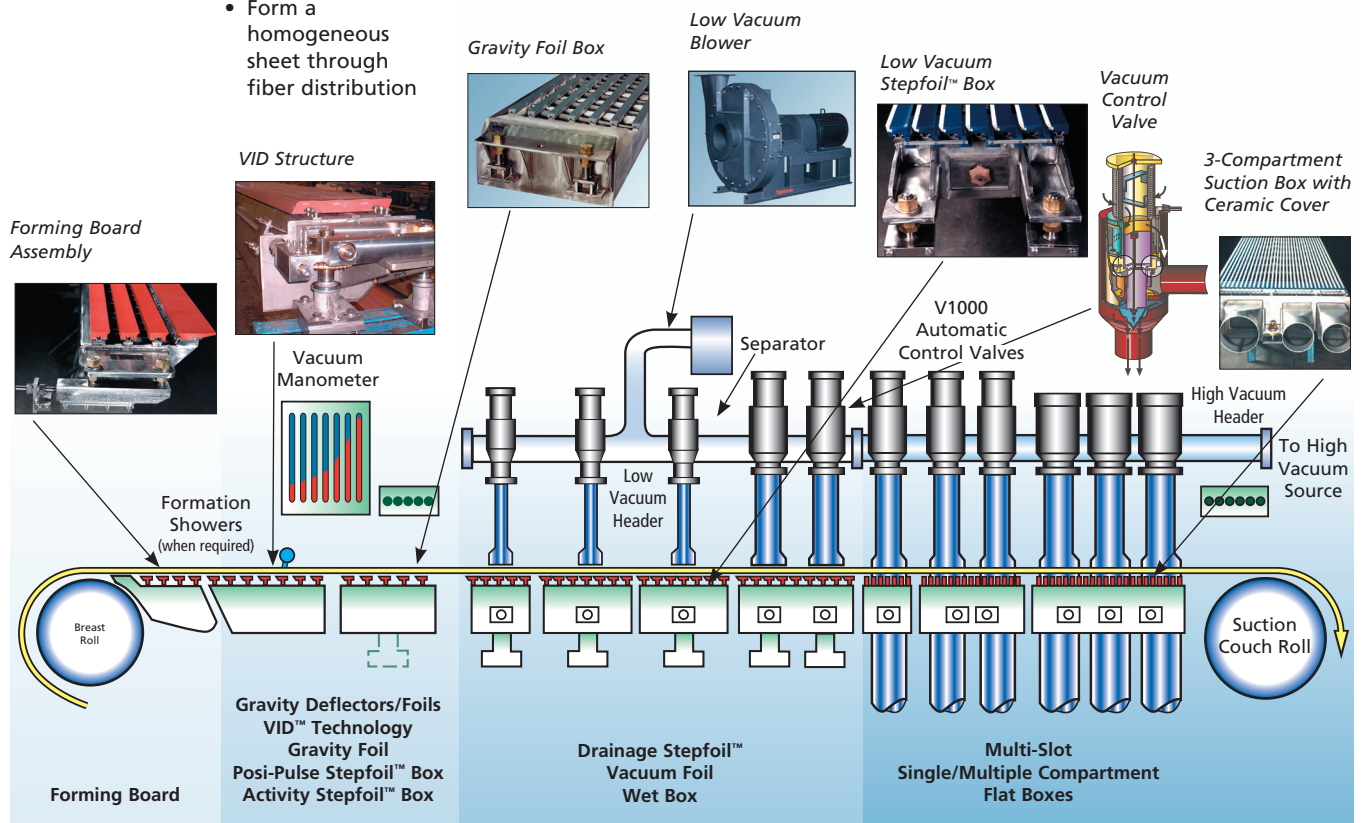 • Form a
homogeneous
sheet through
fiber distribution
Gravity Foil Box
Low Vacuum
Blower
Low Vacuum
Stepfoil™ Box
Vacuum
Control
Valve
3-Compartment
Suction Box with
Ceramic Cover
VID Structure
Forming Board
Assembly
Vacuum
Manometer
Separator
V1000
Automatic
Control Valves
High Vacuum
Header
To High
Vacuum
Source
Low
Vacuum
Header
Formation
Showers
(when required)
Breast
Roll
Suction
Couch Roll
Forming Board
Gravity Deflectors/Foils
VID™ Technology
Gravity Foil
Posi-Pulse Stepfoil™ Box
Activity Stepfoil™ Box
Drainage Stepfoil™
Vacuum Foil
Wet Box
Multi-Slot
Single/Multiple Compartment
Flat Boxes